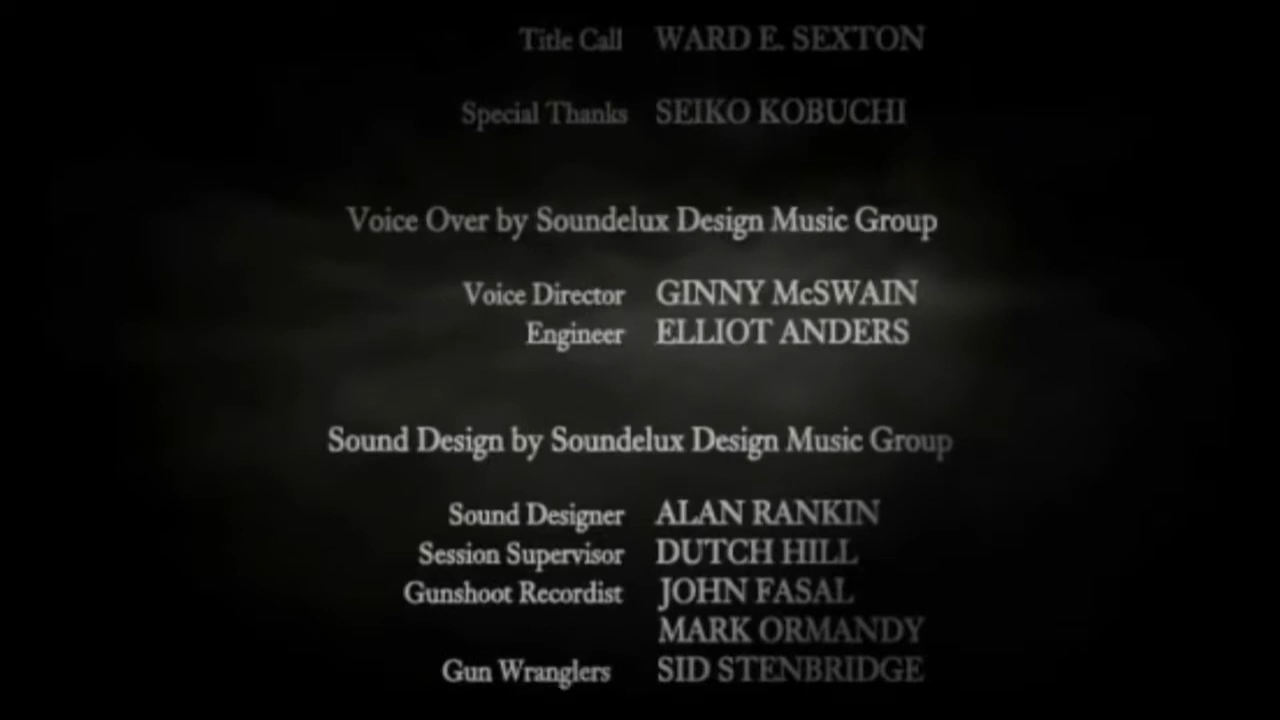 Title Call WARD E. SEXTON
Special Thanks SEIKO KOBUCHI
Voice Over by Soundelux Design Music Group
Voice Director GINNY McSWAIN
Engineer ELLIOT ANDERS
Sound Design by Soundelux Design Music Group
Sound Designer ALAN RANKIN
Session Supervisor DUTCH HILL
Gunshoot Recordist JOHN FASAL
MARK ORMANDY
Gun Wranglers SID STENBRIDGE